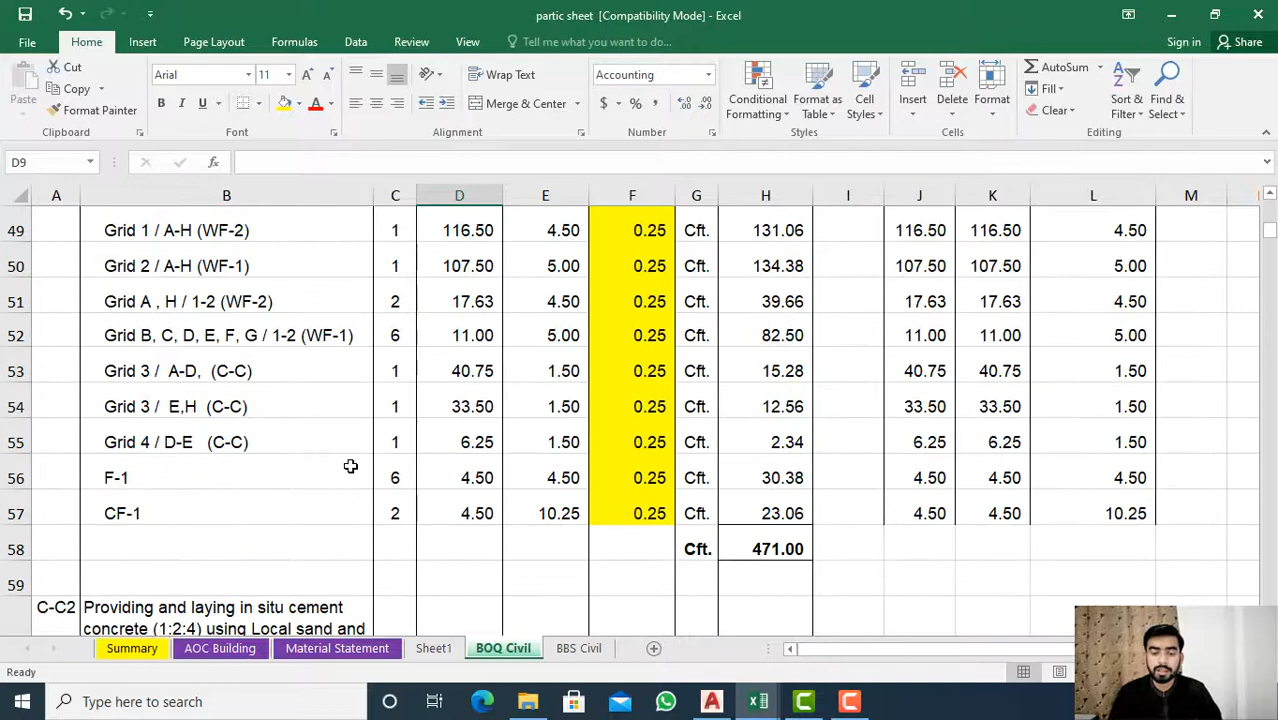 partic sheet [Compatibility Mode] - Excel
File Home Insert Page Layout Formulas Data Review View Tell me what you want to do... Sign in Share
Paste Cut Copy Format Painter Clipboard
Arial 11 A A B I U A Font
Wrap Text Merge & Center Alignment
Accounting $ % , Number
Conditional Formatting Format as Table Cell Styles Styles
Insert Delete Format Cells
AutoSum Fill Clear Sort & Filter Find & Select Editing
D9 fx
A B C D E F G H I J K L M
49 Grid 1 / A-H (WF-2) 1 116.50 4.50 0.25 Cft. 131.06 116.50 116.50 4.50
50 Grid 2 / A-H (WF-1) 1 107.50 5.00 0.25 Cft. 134.38 107.50 107.50 5.00
51 Grid A , H / 1-2 (WF-2) 2 17.63 4.50 0.25 Cft. 39.66 17.63 17.63 4.50
52 Grid B, C, D, E, F, G / 1-2 (WF-1) 6 11.00 5.00 0.25 Cft. 82.50 11.00 11.00 5.00
53 Grid 3 / A-D, (C-C) 1 40.75 1.50 0.25 Cft. 15.28 40.75 40.75 1.50
54 Grid 3 / E,H (C-C) 1 33.50 1.50 0.25 Cft. 12.56 33.50 33.50 1.50
55 Grid 4 / D-E (C-C) 1 6.25 1.50 0.25 Cft. 2.34 6.25 6.25 1.50
56 F-1 6 4.50 4.50 0.25 Cft. 30.38 4.50 4.50 4.50
57 CF-1 2 4.50 10.25 0.25 Cft. 23.06 4.50 4.50 10.25
58 Cft. 471.00
59
C-C2 Providing and laying in situ cement
concrete (1:2:4) using Local sand and
Summary AOC Building Material Statement Sheet1 BOQ Civil BBS Civil
Ready
Type here to search